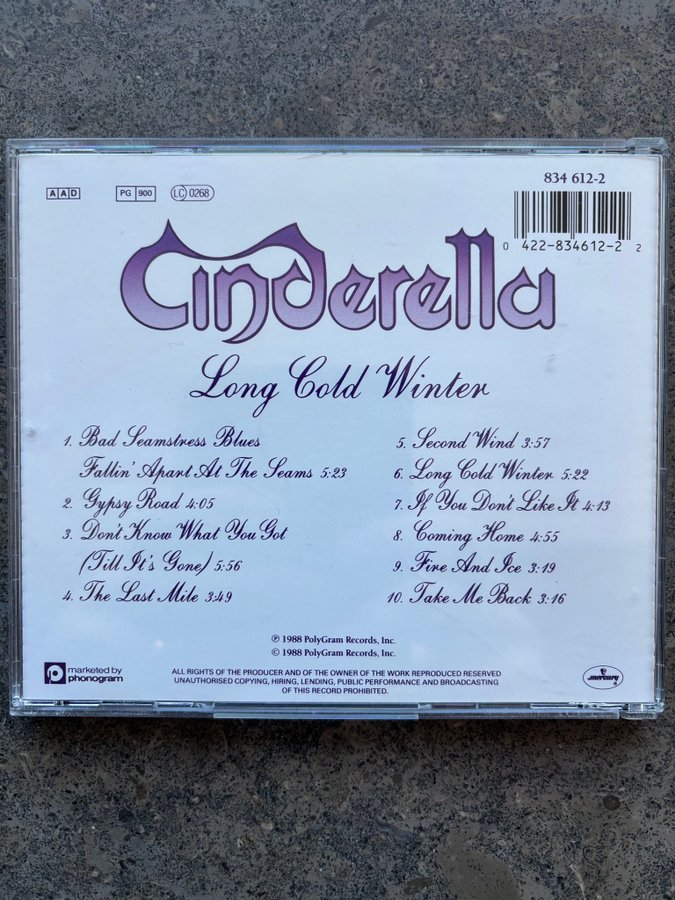 AAD PG 900 LC 0268
834 612-2
0 422-834612-2 2
Cinderella
Long Cold Winter
1. Bad Seamstress Blues
Fallin' Apart At The Seams 5:23
2. Gypsy Road 4:05
3. Don't Know What You Got
(Till It's Gone) 5:56
4. The Last Mile 3:49
5. Second Wind 3:57
6. Long Cold Winter 5:22
7. If You Don't Like It 4:13
8. Coming Home 4:55
9. Fire And Ice 3:19
10. Take Me Back 3:16
℗ 1988 PolyGram Records, Inc.
© 1988 PolyGram Records, Inc.
marketed by
phonogram
ALL RIGHTS OF THE PRODUCER AND OF THE OWNER OF THE WORK REPRODUCED RESERVED
UNAUTHORISED COPYING, HIRING, LENDING, PUBLIC PERFORMANCE AND BROADCASTING
OF THIS RECORD PROHIBITED.
mercury ®